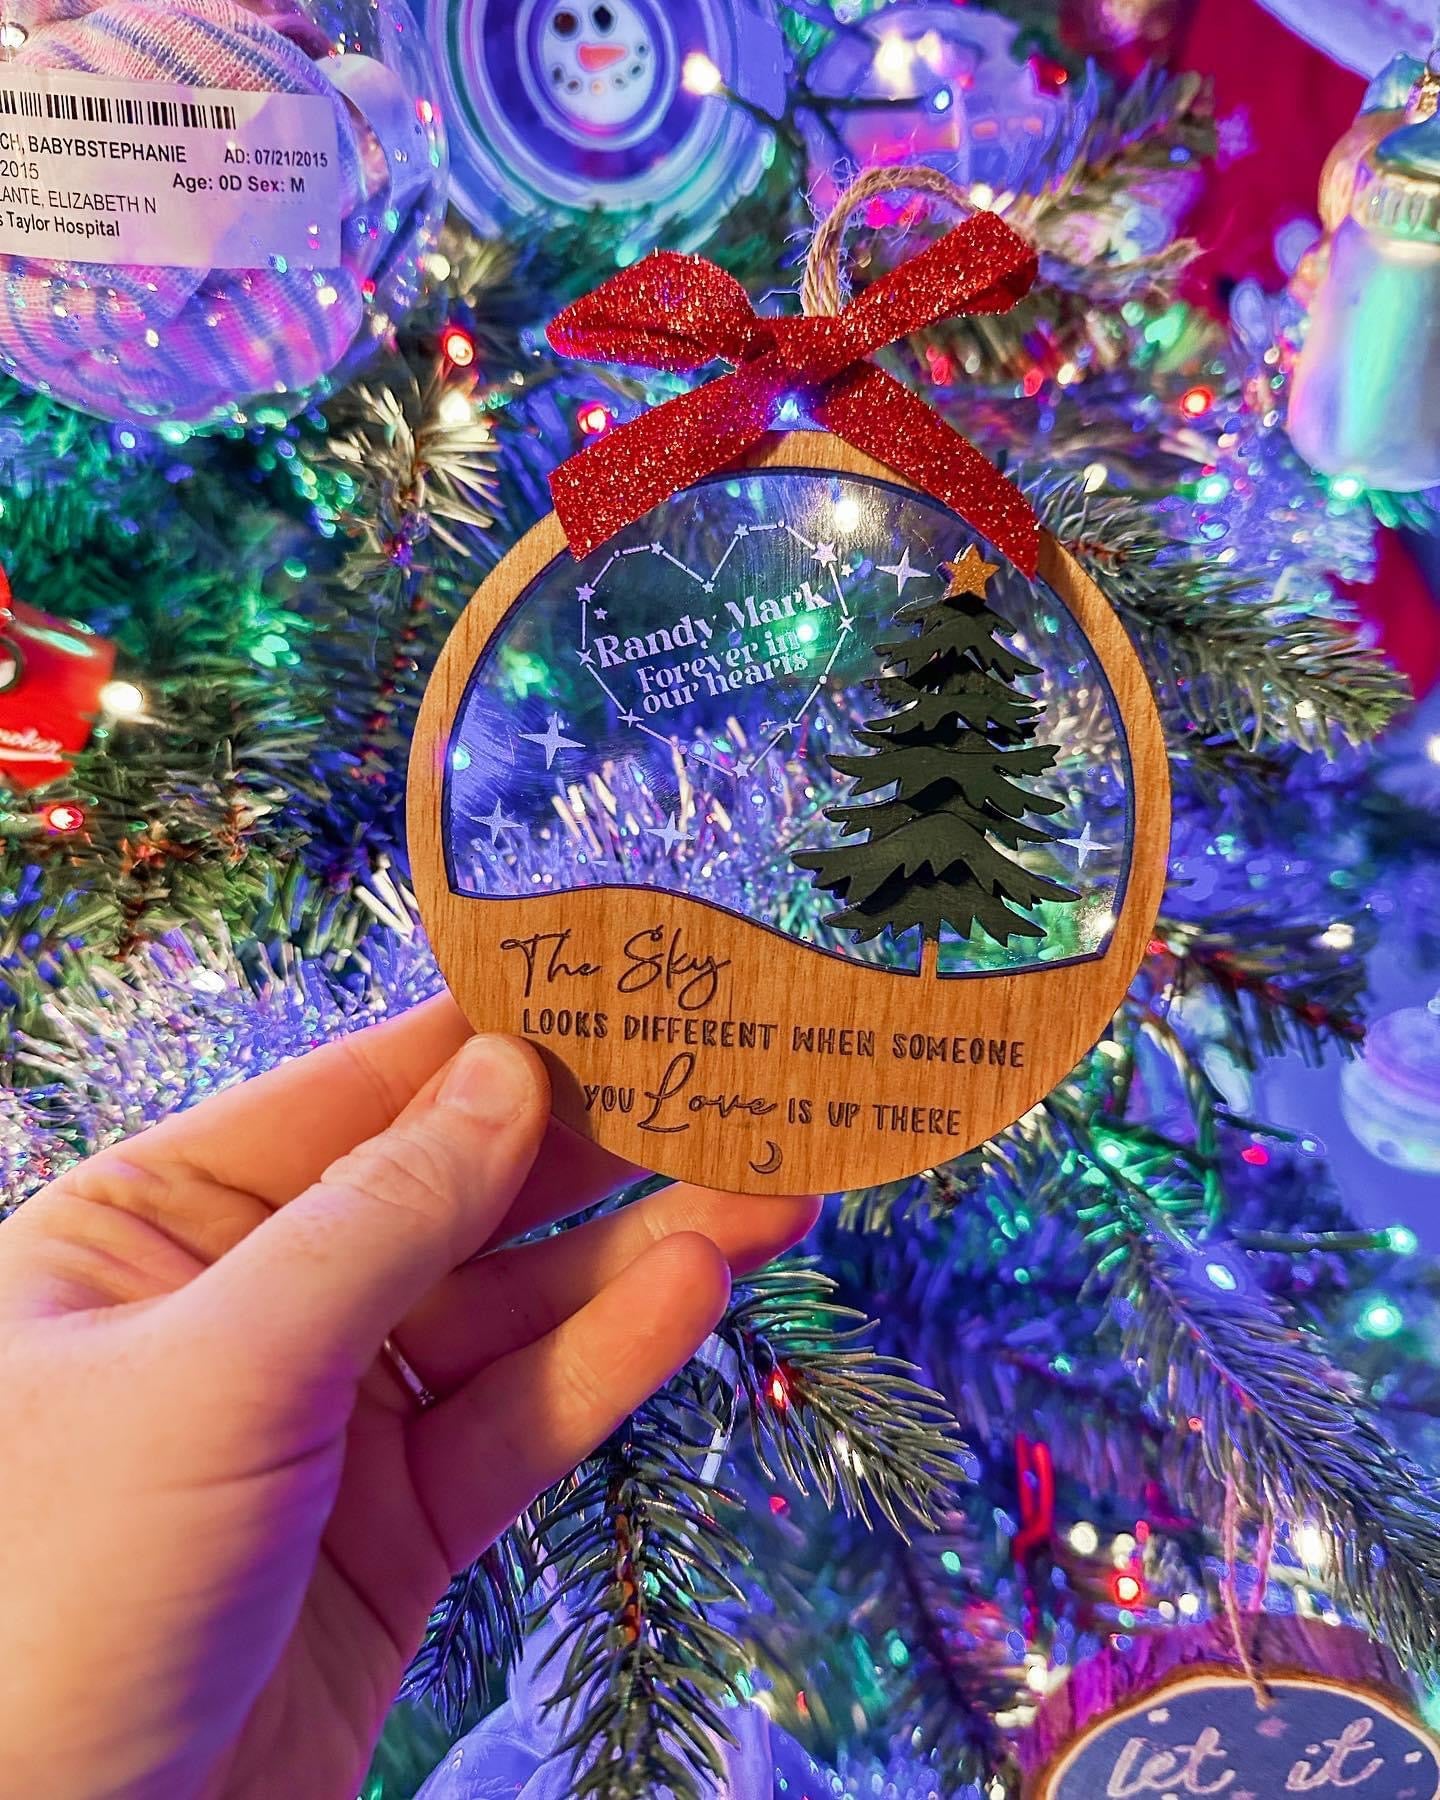 CH, BABYBSTEPHANIE AD: 07/21/2015
2015 Age: 0D Sex: M
LANTE, ELIZABETH N
s Taylor Hospital
Randy Mark
Forever in
our hearts
The Sky
LOOKS DIFFERENT WHEN SOMEONE
YOU Love IS UP THERE
let it